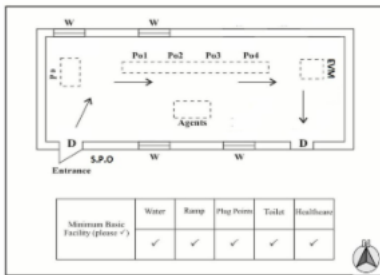 W W
Po1 Po2 Po3 Po4
Po
EVM
Agents
D D
S.P.O
Entrance
W W
Minimum Basic Facility (please ✓) Water Ramp Plug Points Toilet Healthcare
✓ ✓ ✓ ✓ ✓
N